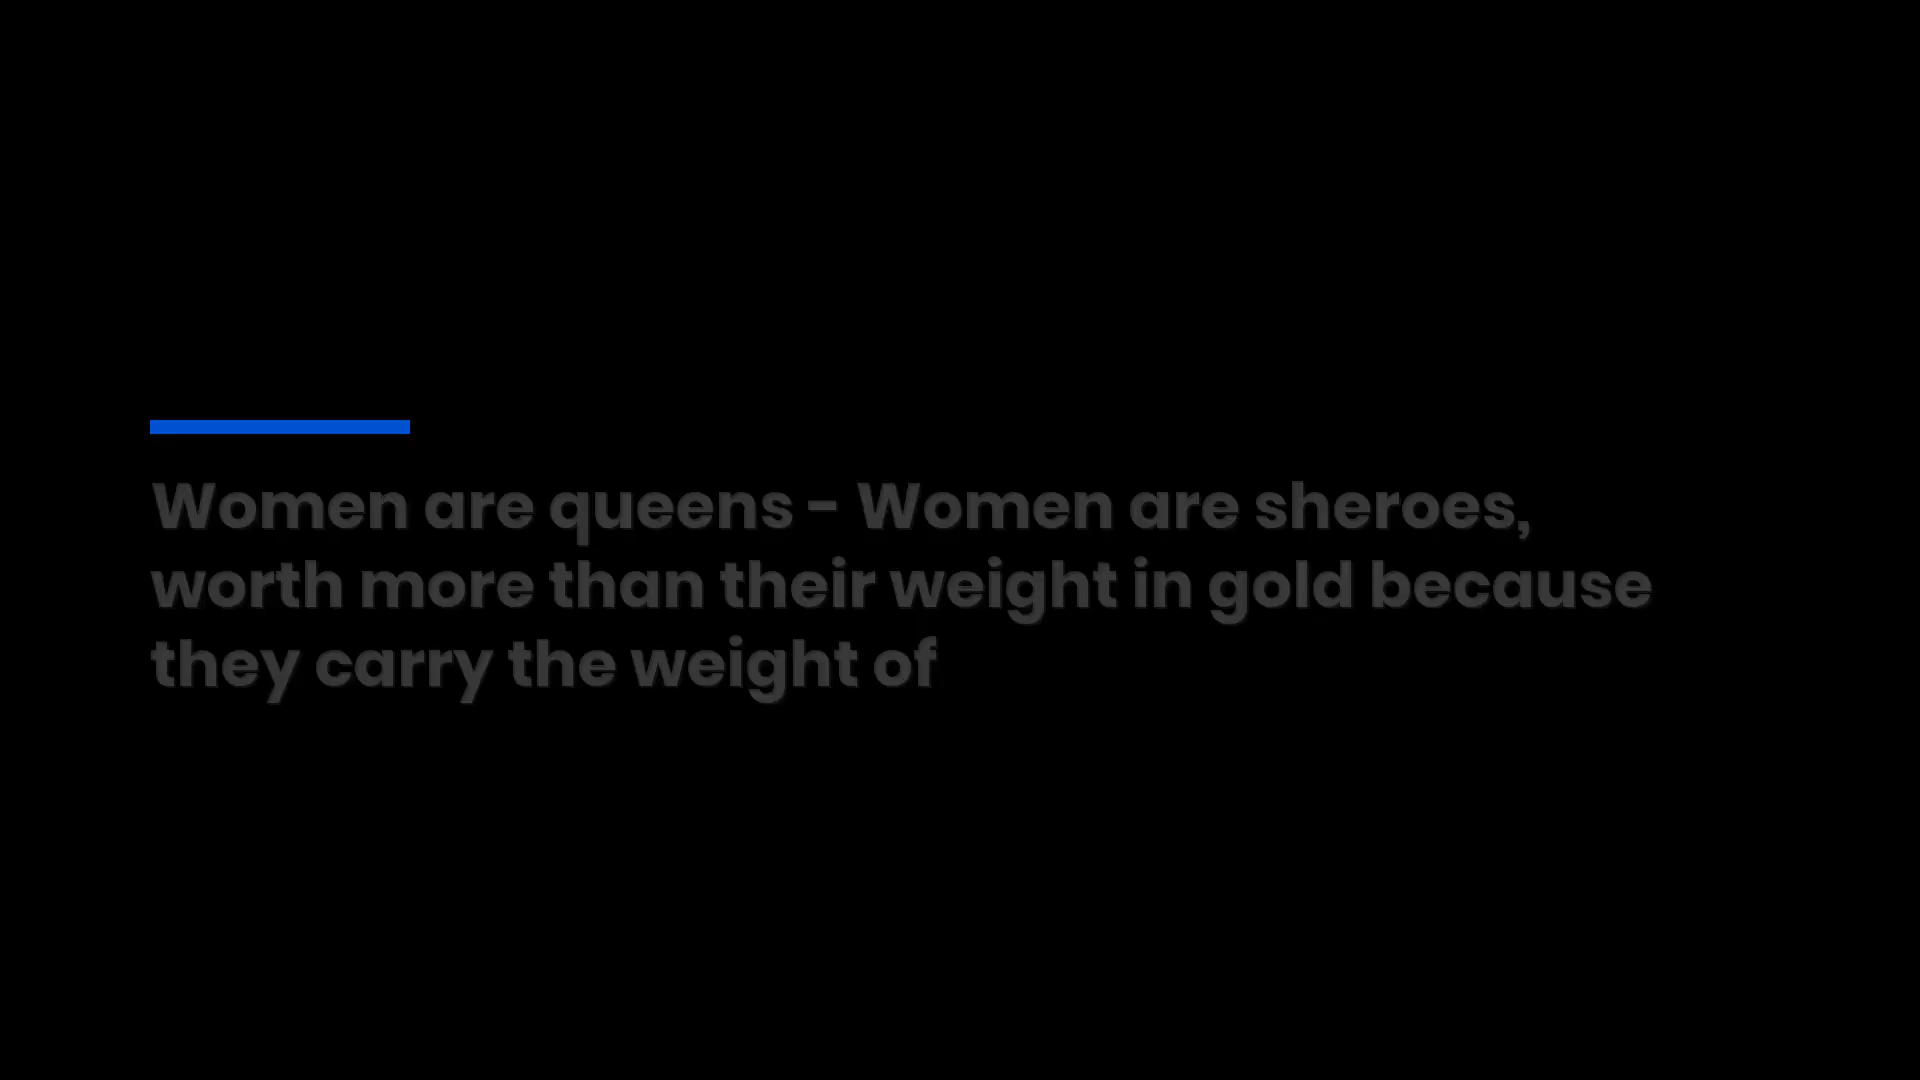 Women are queens - Women are sheroes,
worth more than their weight in gold because
they carry the weight of